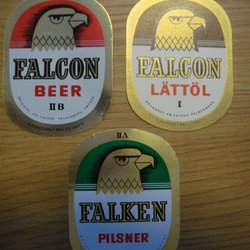 FALCON
BEER
II B
FALCON
LÄTTÖL
I
II A
FALKEN
PILSNER